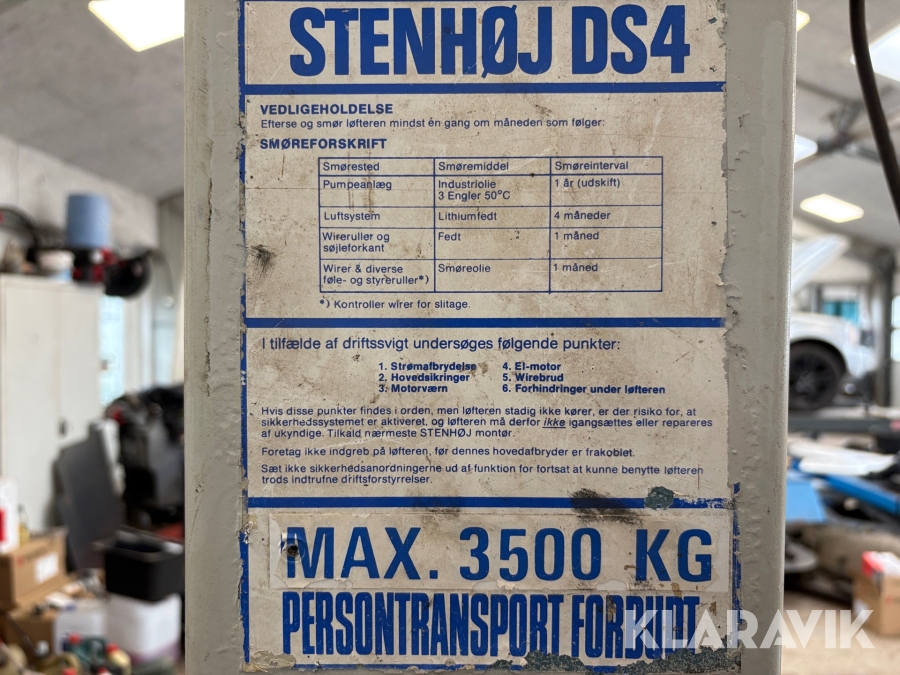 STENHØJ DS4
VEDLIGEHOLDELSE
Efterse og smør løfteren mindst én gang om måneden som følger:
SMØREFORSKRIFT
Smørested Smøremiddel Smøreinterval
Pumpeanlæg Industriolie 1 år (udskift)
3 Engler 50°C
Luftsystem Lithiumfedt 4 måneder
Wireruller og Fedt 1 måned
søjleforkant
Wirer & diverse Smøreolie 1 måned
føle- og styreruller*)
*) Kontroller wirer for slitage.
I tilfælde af driftssvigt undersøges følgende punkter:
1. Strømafbrydelse 4. El-motor
2. Hovedsikringer 5. Wirebrud
3. Motorværn 6. Forhindringer under løfteren
Hvis disse punkter findes i orden, men løfteren stadig ikke kører, er der risiko for, at
sikkerhedssystemet er aktiveret, og løfteren må derfor ikke igangsættes eller repareres
af ukyndige. Tilkald nærmeste STENHØJ montør.
Foretag ikke indgreb på løfteren, før dennes hovedafbryder er frakoblet.
Sæt ikke sikkerhedsanordningerne ud af funktion for fortsat at kunne benytte løfteren
trods indtrufne driftsforstyrrelser.
MAX. 3500 KG
PERSONTRANSPORT FORBUDT
KLARAVIK